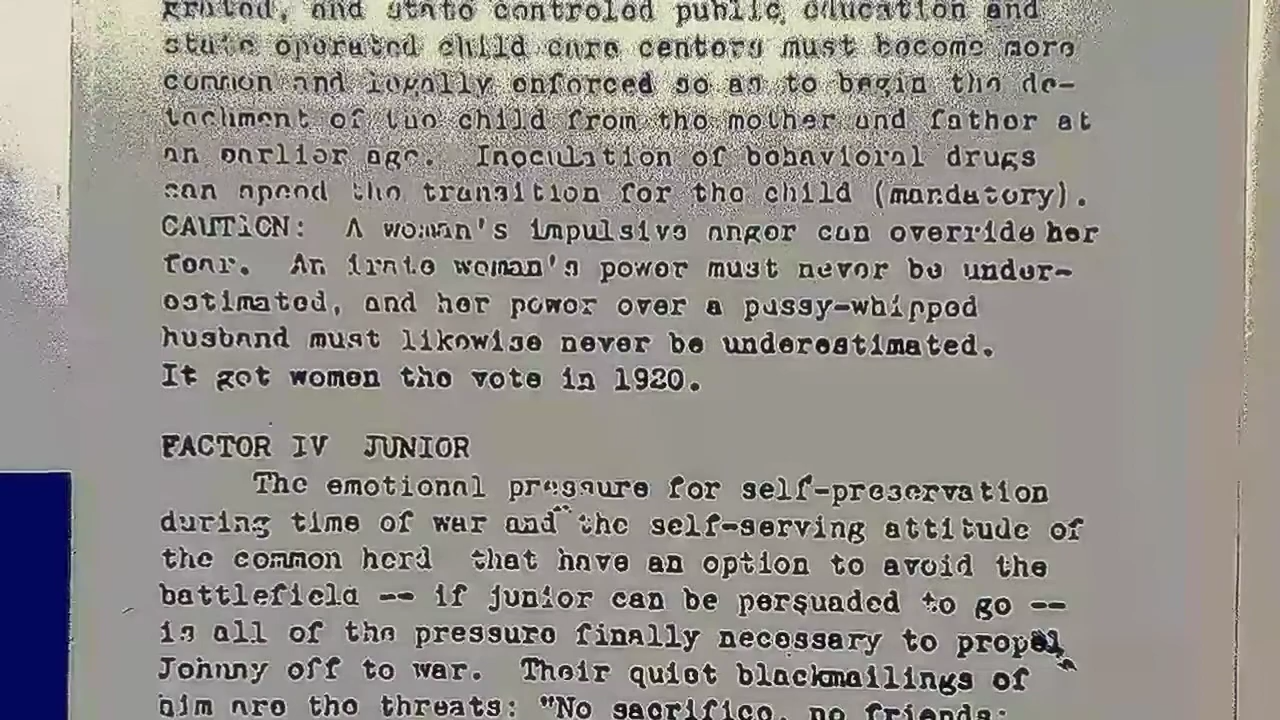 grated, and state controled public education and
state operated child care centers must become more
common and legally enforced so as to begin the de-
tachment of the child from the mother and father at
an earlier age.  Inoculation of behavioral drugs
can speed the transition for the child (mandatory).
CAUTION:  A woman's impulsive anger can override her
fear.  An irate woman's power must never be under-
estimated, and her power over a pussy-whipped
husband must likewise never be underestimated.
It got women the vote in 1920.
FACTOR IV  JUNIOR
The emotional pressure for self-preservation
during time of war and the self-serving attitude of
the common herd  that have an option to avoid the
battlefield -- if junior can be persuaded to go --
is all of the pressure finally necessary to propel
Johnny off to war.  Their quiet blackmailings of
him are the threats: "No sacrifice, no friends;